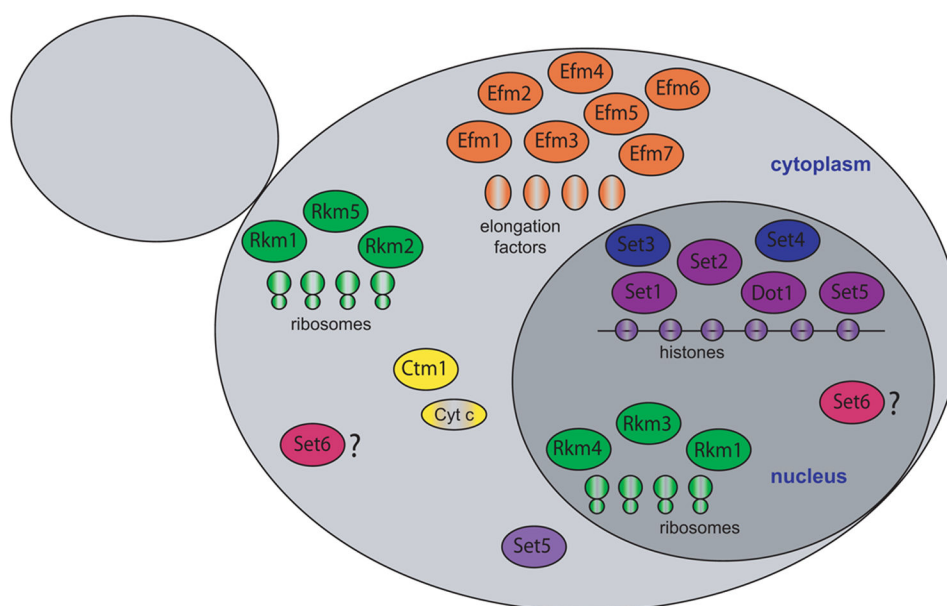 Efm4
Efm2
Efm6
Efm5
Efm1
Efm3
Efm7
cytoplasm
elongation
factors
Rkm5
Rkm1
Rkm2
ribosomes
Set3
Set4
Set2
Set1
Dot1
Set5
histones
Ctm1
Cyt c
Set6 ?
Set6 ?
Rkm3
Rkm4
Rkm1
nucleus
ribosomes
Set5